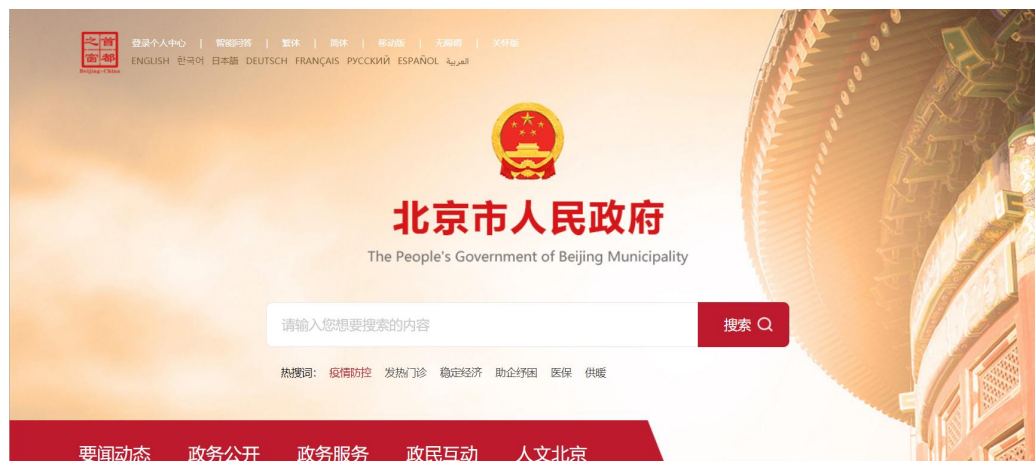 首都之窗
Beijing-China
登录个人中心 | 智能问答 | 繁体 | 简体 | 移动版 | 无障碍 | 关怀版
ENGLISH 한국어 日本語 DEUTSCH FRANÇAIS РУССКИЙ ESPAÑOL العربية
北京市人民政府
The People's Government of Beijing Municipality
请输入您想要搜索的内容 搜索
热搜词: 疫情防控 发热门诊 稳定经济 助企纾困 医保 供暖
要闻动态 政务公开 政务服务 政民互动 人文北京